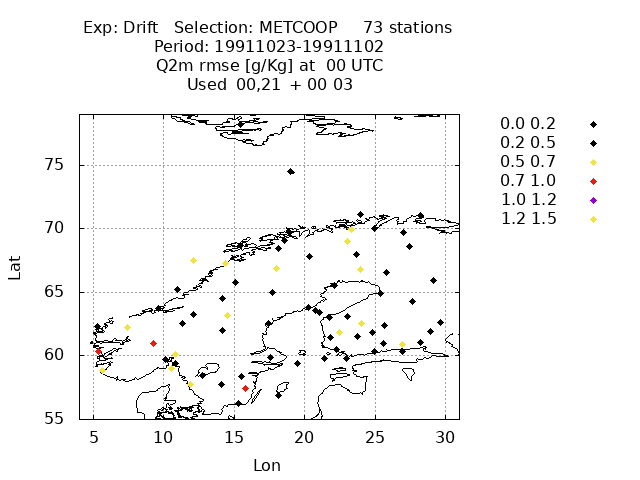 Exp: Drift   Selection: METCOOP     73 stations
Period: 19911023-19911102
Q2m rmse [g/Kg] at  00 UTC
Used  00,21  + 00 03
0.0 0.2
0.2 0.5
0.5 0.7
0.7 1.0
1.0 1.2
1.2 1.5
75
70
65
60
55
Lat
5 10 15 20 25 30
Lon